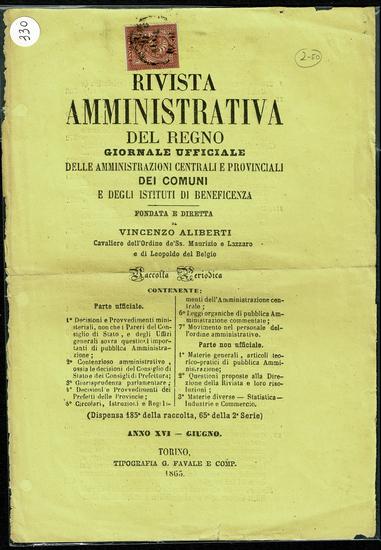 330
2-50
RIVISTA
AMMINISTRATIVA
DEL REGNO
GIORNALE UFFICIALE
DELLE AMMINISTRAZIONI CENTRALI E PROVINCIALI
DEI COMUNI
E DEGLI ISTITUTI DI BENEFICENZA
FONDATA E DIRETTA
DA
VINCENZO ALIBERTI
Cavaliere dell'Ordine de'Ss. Maurizio e Lazzaro
e di Leopoldo del Belgio
Raccolta Periodica
CONTENENTE:
Parte ufficiale.
1° Decisioni e Provvedimenti mini-
steriali, non che i Pareri del Con-
siglio di Stato, e degli Uffizi
generali sovra questioni impor-
tanti di pubblica Amministra-
zione;
2° Contenzioso amministrativo,
ossia le decisioni del Consiglio di
Stato e dei Consigli di Prefettura;
3° Giurisprudenza parlamentare;
4° Decisioni e Provvedimenti dei
Prefetti delle Provincie;
5° Circolari, Istruzioni e Regola-
menti dell'Amministrazione cen-
trale;
6° Leggi organiche di pubblica Am-
ministrazione commentate;
7° Movimento nel personale del-
l'ordine amministrativo.
Parte non ufficiale.
1° Materie generali, articoli teo-
rico-pratici di pubblica Ammi-
nistrazione;
2° Questioni proposte alla Dire-
zione della Rivista e loro riso-
luzioni;
3° Materie diverse — Statistica —
Industria e Commercio.
(Dispensa 185ª della raccolta, 65ª della 2ª Serie)
ANNO XVI — GIUGNO.
TORINO,
TIPOGRAFIA G. FAVALE E COMP.
1865.